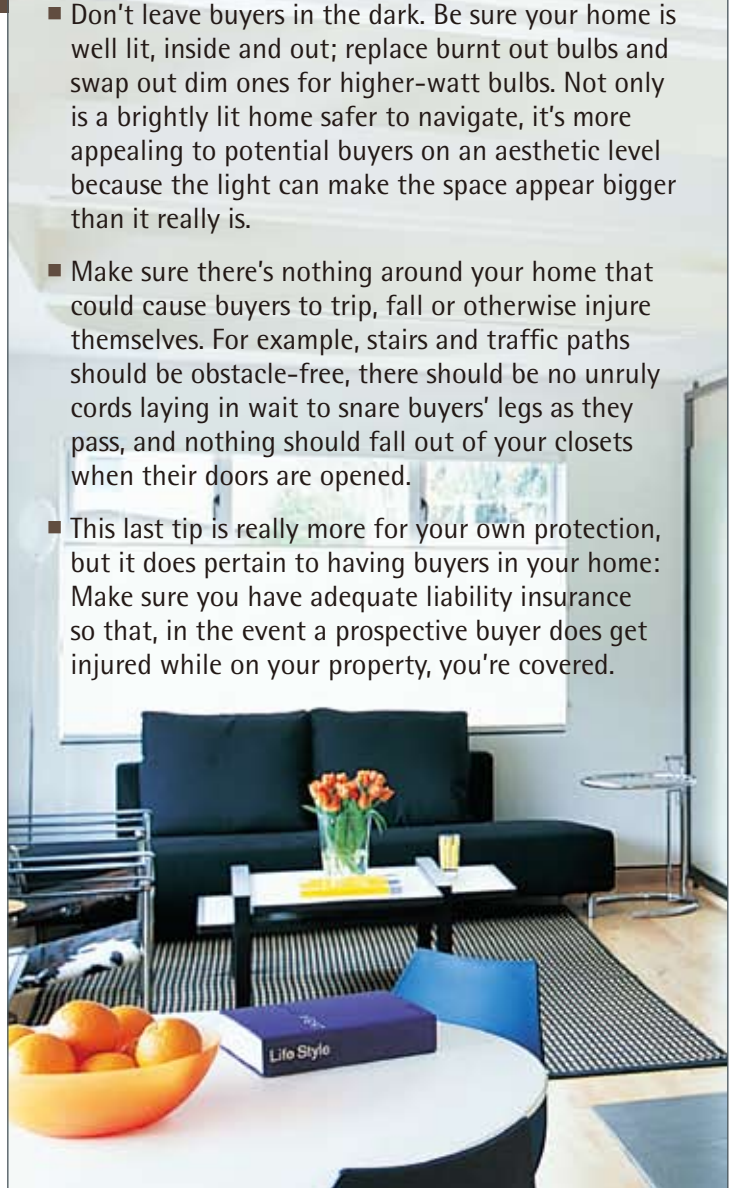 ▪ Don't leave buyers in the dark. Be sure your home is
well lit, inside and out; replace burnt out bulbs and
swap out dim ones for higher-watt bulbs. Not only
is a brightly lit home safer to navigate, it's more
appealing to potential buyers on an aesthetic level
because the light can make the space appear bigger
than it really is.
▪ Make sure there's nothing around your home that
could cause buyers to trip, fall or otherwise injure
themselves. For example, stairs and traffic paths
should be obstacle-free, there should be no unruly
cords laying in wait to snare buyers' legs as they
pass, and nothing should fall out of your closets
when their doors are opened.
▪ This last tip is really more for your own protection,
but it does pertain to having buyers in your home:
Make sure you have adequate liability insurance
so that, in the event a prospective buyer does get
injured while on your property, you're covered.
Life Style